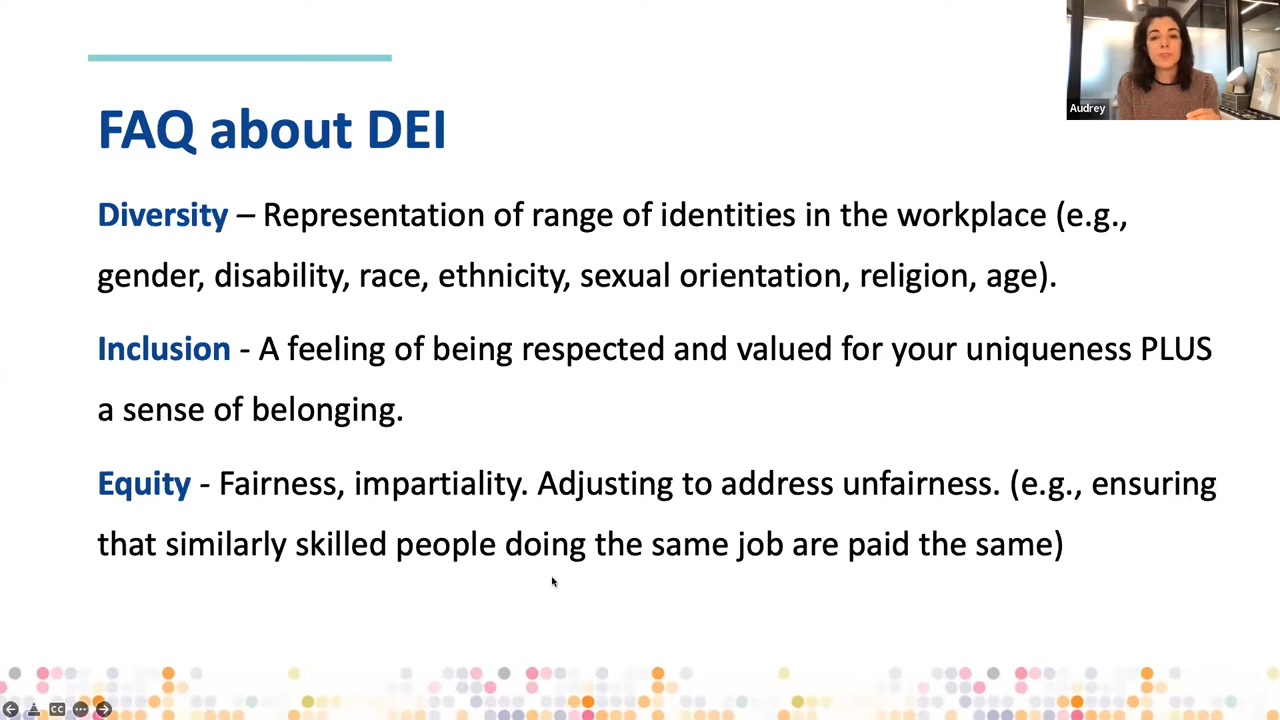 Audrey
FAQ about DEI
Diversity – Representation of range of identities in the workplace (e.g.,
gender, disability, race, ethnicity, sexual orientation, religion, age).
Inclusion - A feeling of being respected and valued for your uniqueness PLUS
a sense of belonging.
Equity - Fairness, impartiality. Adjusting to address unfairness. (e.g., ensuring
that similarly skilled people doing the same job are paid the same)
CC